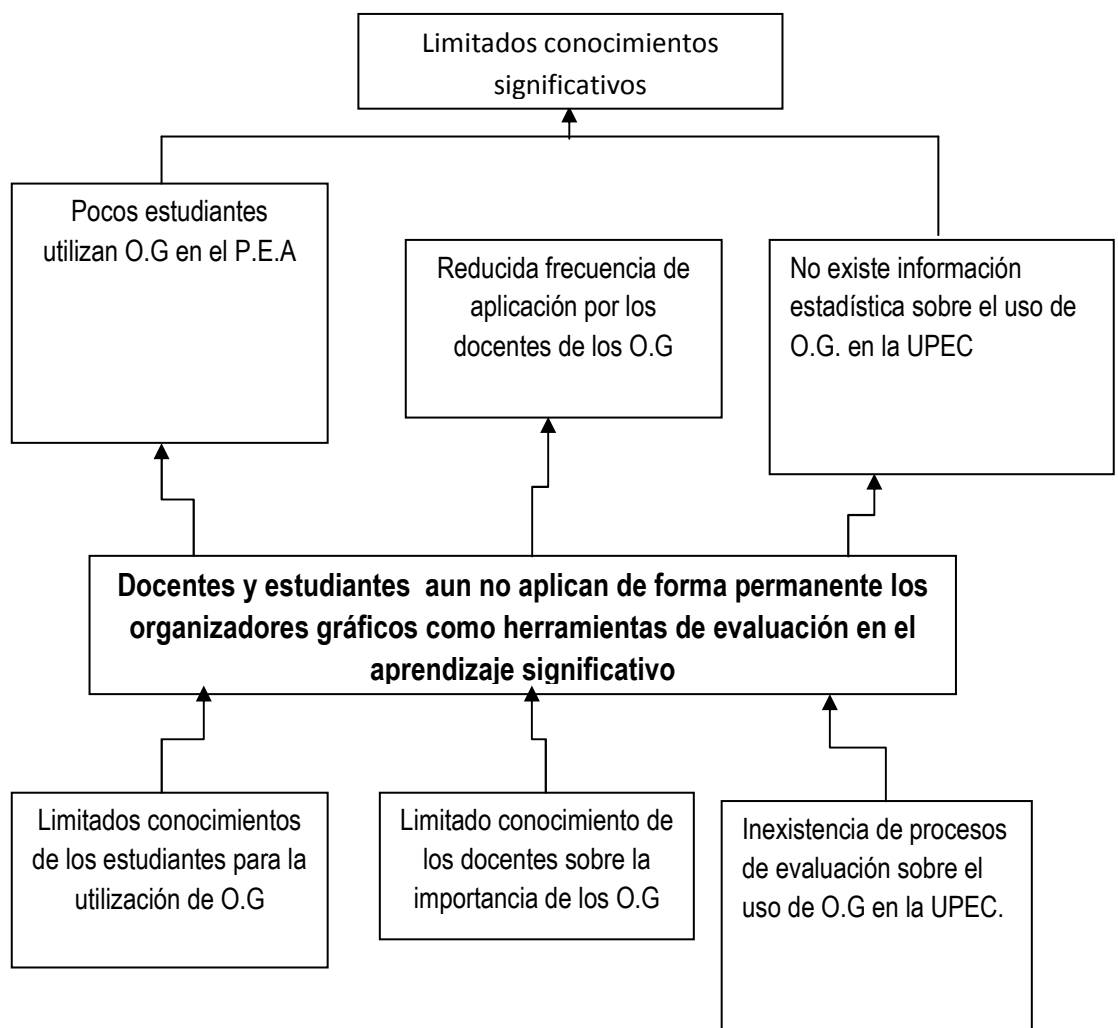 Limitados conocimientos
significativos
Pocos estudiantes
utilizan O.G en el P.E.A
Reducida frecuencia de
aplicación por los
docentes de los O.G
No existe información
estadística sobre el uso de
O.G. en la UPEC
Docentes y estudiantes aun no aplican de forma permanente los
organizadores gráficos como herramientas de evaluación en el
aprendizaje significativo
Limitados conocimientos
de los estudiantes para la
utilización de O.G
Limitado conocimiento de
los docentes sobre la
importancia de los O.G
Inexistencia de procesos
de evaluación sobre el
uso de O.G en la UPEC.